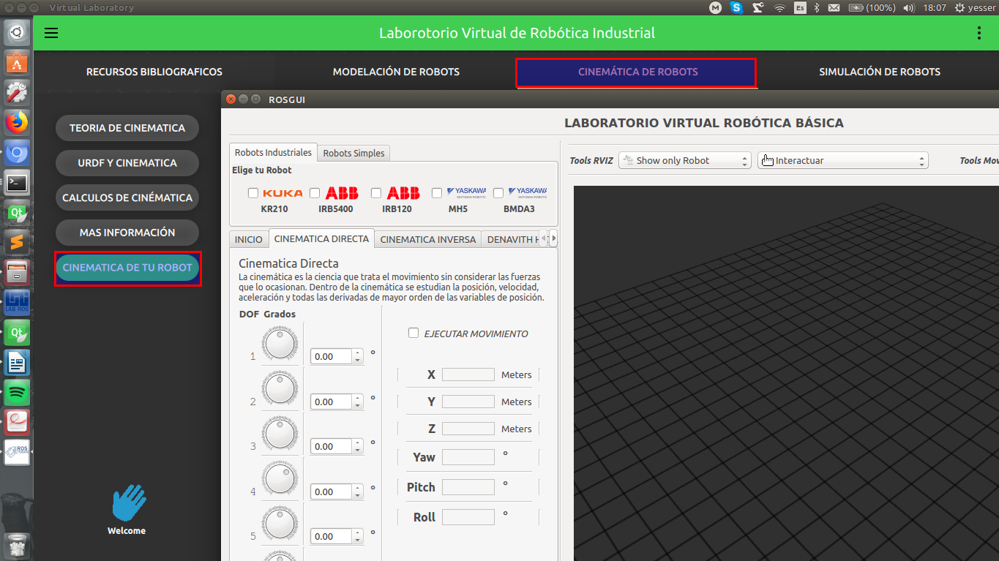 Virtual Laboratory
Es
(100%)
18:07
yesser
Laborotorio Virtual de Robótica Industrial
RECURSOS BIBLIOGRAFICOS
MODELACIÓN DE ROBOTS
CINEMÁTICA DE ROBOTS
SIMULACIÓN DE ROBOTS
TEORIA DE CINEMATICA
URDF Y CINEMATICA
CALCULOS DE CINÉMATICA
MAS INFORMACIÓN
CINEMATICA DE TU ROBOT
Welcome
ROSGUI
LABORATORIO VIRTUAL ROBÓTICA BÁSICA
Robots Industriales
Robots Simples
Elige tu Robot
KUKA
ABB
ABB
YASKAWA
YASKAWA
KR210
IRB5400
IRB120
MH5
BMDA3
Tools RVIZ
Show only Robot
Interactuar
Tools Mov
INICIO
CINEMATICA DIRECTA
CINEMATICA INVERSA
DENAVITH H
Cinematica Directa
La cinemática es la ciencia que trata el movimiento sin considerar las fuerzas
que lo ocasionan. Dentro de la cinemática se estudian la posición, velocidad,
aceleración y todas las derivadas de mayor orden de las variables de posición.
DOF Grados
1 0.00 °
2 0.00 °
3 0.00 °
4 0.00 °
5 0.00 °
EJECUTAR MOVIMIENTO
X Meters
Y Meters
Z Meters
Yaw °
Pitch °
Roll °
Qt
LAB ROS
Qt
ROS